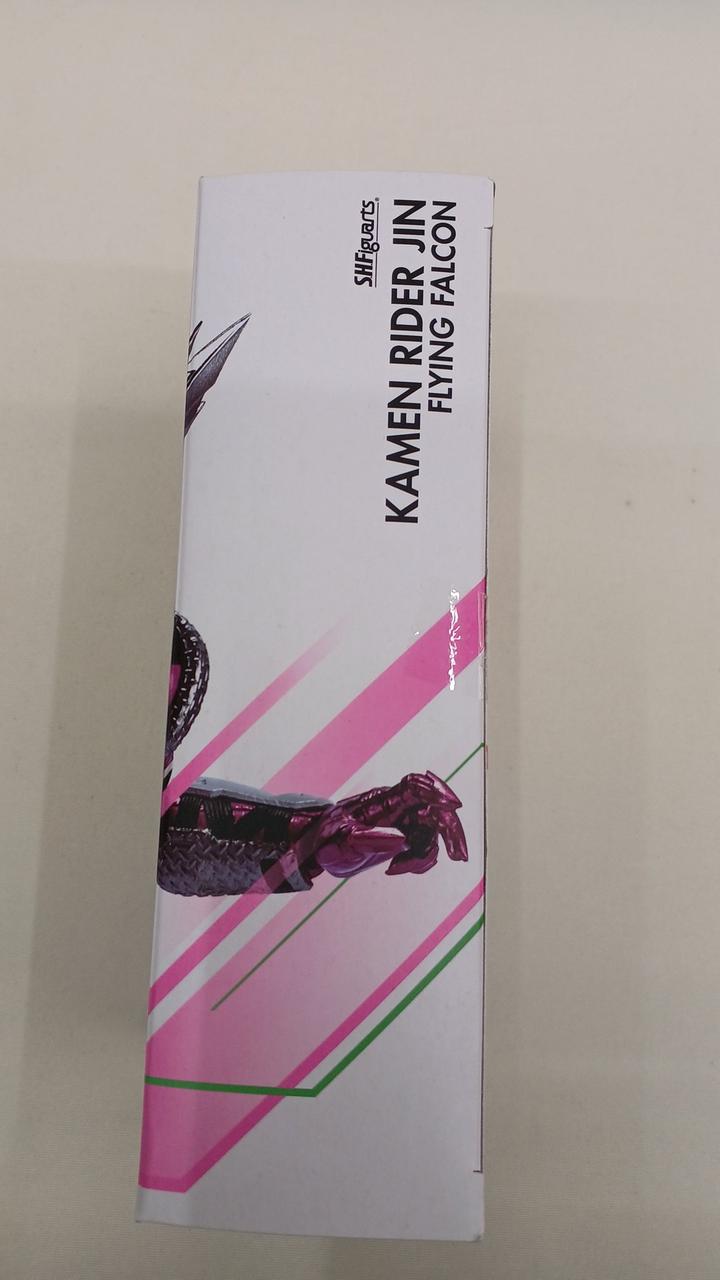 S.H.Figuarts®
KAMEN RIDER JIN
FLYING FALCON